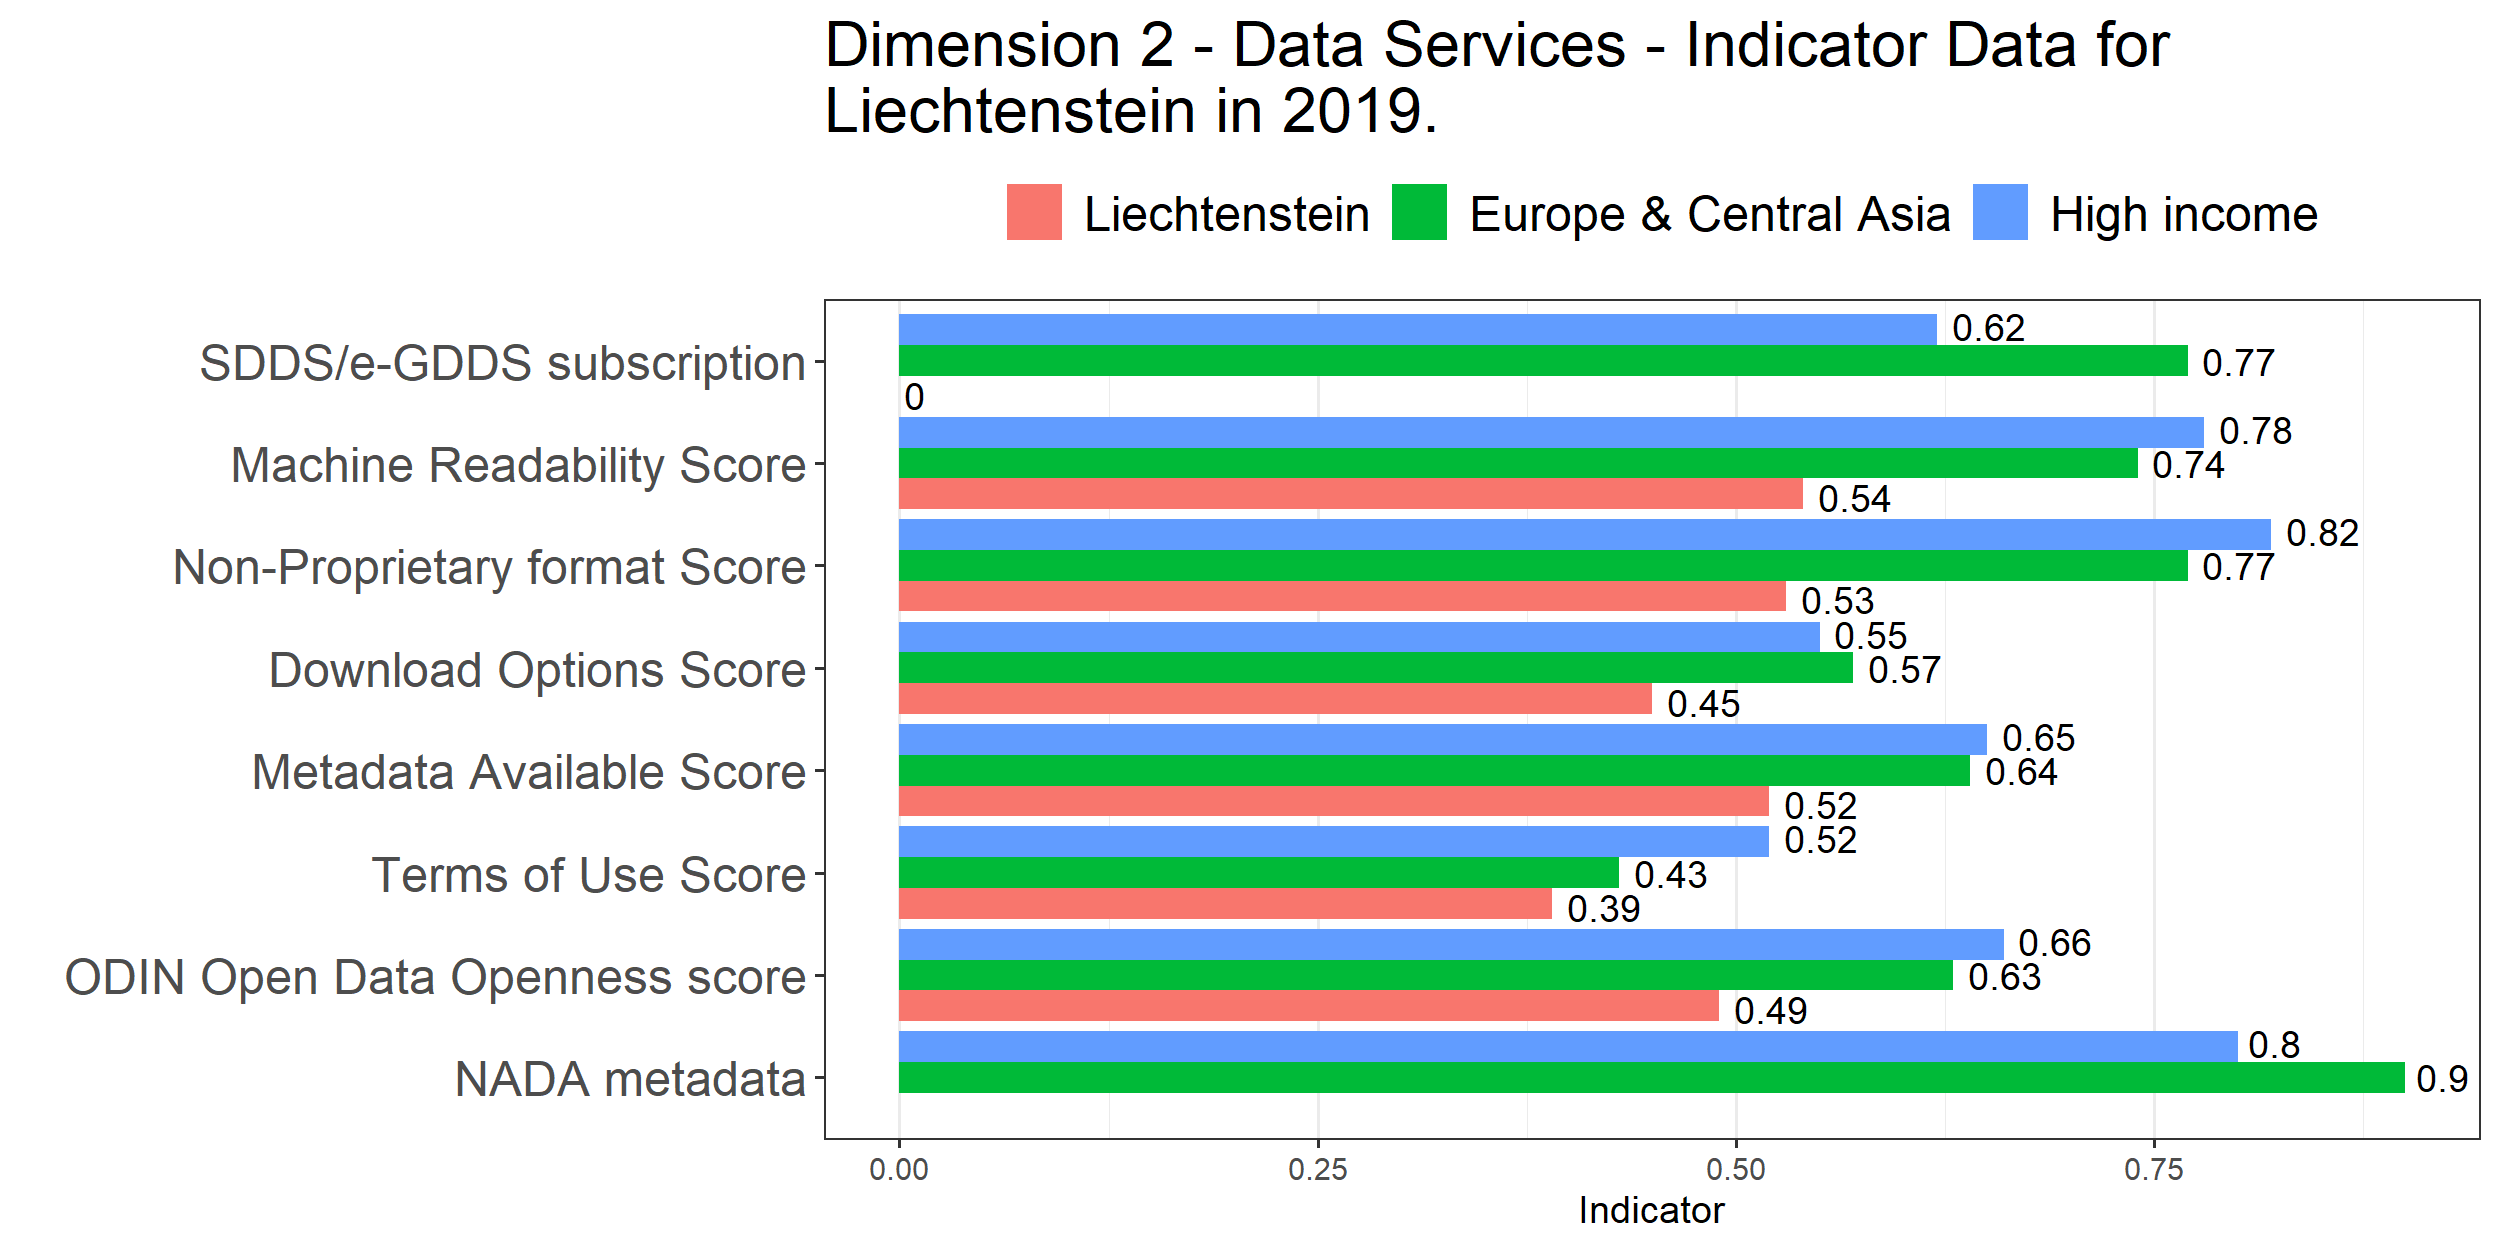 Dimension 2 - Data Services - Indicator Data for
Liechtenstein in 2019.
Liechtenstein Europe & Central Asia High income
SDDS/e-GDDS subscription
0.62
0.77
0
Machine Readability Score
0.78
0.74
0.54
Non-Proprietary format Score
0.82
0.77
0.53
Download Options Score
0.55
0.57
0.45
Metadata Available Score
0.65
0.64
0.52
Terms of Use Score
0.52
0.43
0.39
ODIN Open Data Openness score
0.66
0.63
0.49
NADA metadata
0.8
0.9
0.00 0.25 0.50 0.75
Indicator